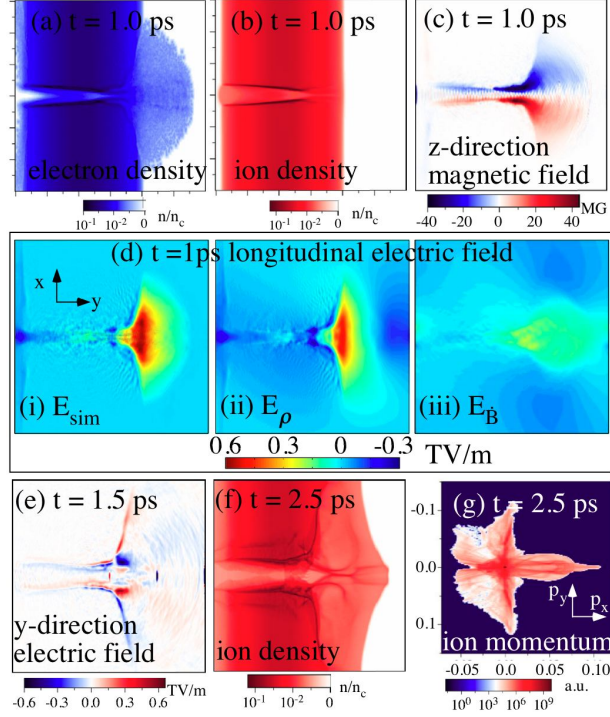 (a) t = 1.0 ps
electron density
10⁻¹ 10⁻² 0 n/n_c
(b) t = 1.0 ps
ion density
10⁻¹ 10⁻² 0 n/n_c
(c) t = 1.0 ps
z-direction
magnetic field
MG
-40 -20 0 20 40
(d) t =1ps longitudinal electric field
x
y
(i) E_sim
(ii) E_ρ
(iii) E_Ḃ
0.6 0.3 0 -0.3
TV/m
(e) t = 1.5 ps
y-direction
electric field
TV/m
-0.6 -0.3 0.0 0.3 0.6
(f) t = 2.5 ps
ion density
10⁻¹ 10⁻² 0 n/n_c
(g) t = 2.5 ps
-0.1
0.0
0.1
p_y
p_x
ion momentum
-0.05 0.0 0.05 0.10
a.u.
10⁰ 10³ 10⁶ 10⁹